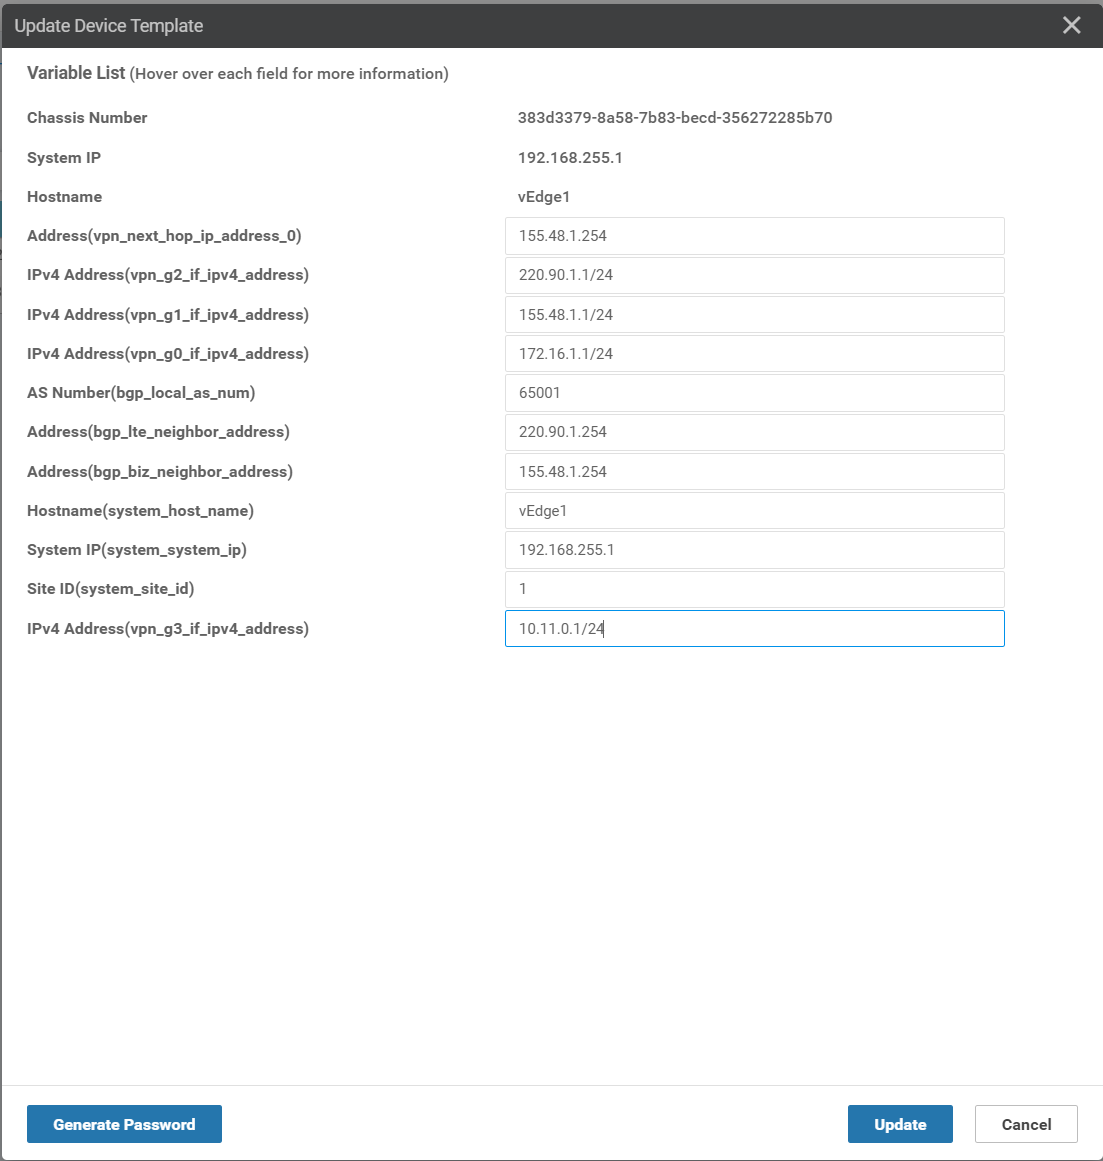 Update Device Template
Variable List (Hover over each field for more information)
Chassis Number 383d3379-8a58-7b83-becd-356272285b70
System IP 192.168.255.1
Hostname vEdge1
Address(vpn_next_hop_ip_address_0) 155.48.1.254
IPv4 Address(vpn_g2_if_ipv4_address) 220.90.1.1/24
IPv4 Address(vpn_g1_if_ipv4_address) 155.48.1.1/24
IPv4 Address(vpn_g0_if_ipv4_address) 172.16.1.1/24
AS Number(bgp_local_as_num) 65001
Address(bgp_lte_neighbor_address) 220.90.1.254
Address(bgp_biz_neighbor_address) 155.48.1.254
Hostname(system_host_name) vEdge1
System IP(system_system_ip) 192.168.255.1
Site ID(system_site_id) 1
IPv4 Address(vpn_g3_if_ipv4_address) 10.11.0.1/24
Generate Password Update Cancel